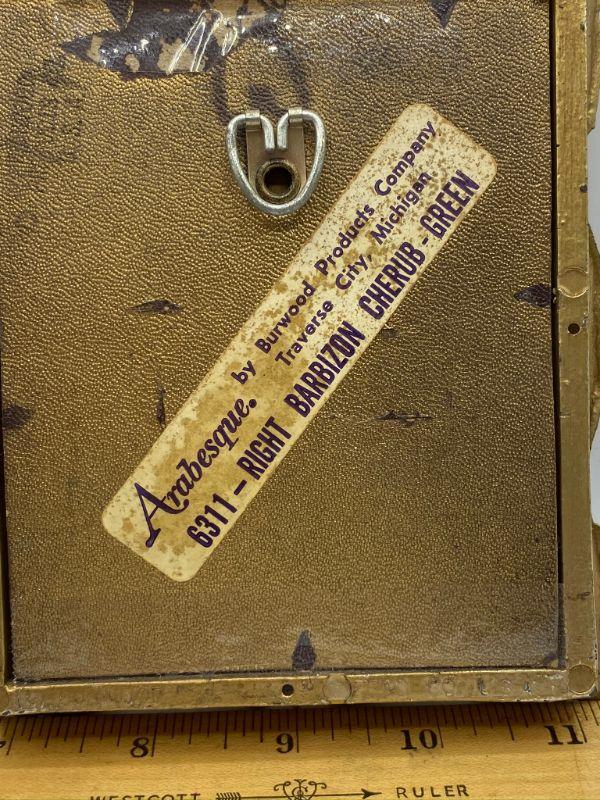 Arabesque. by Burwood Products Company
Traverse City, Michigan
6311 — RIGHT BARBIZON CHERUB - GREEN
8 9 10 11
WESTCOTT RULER